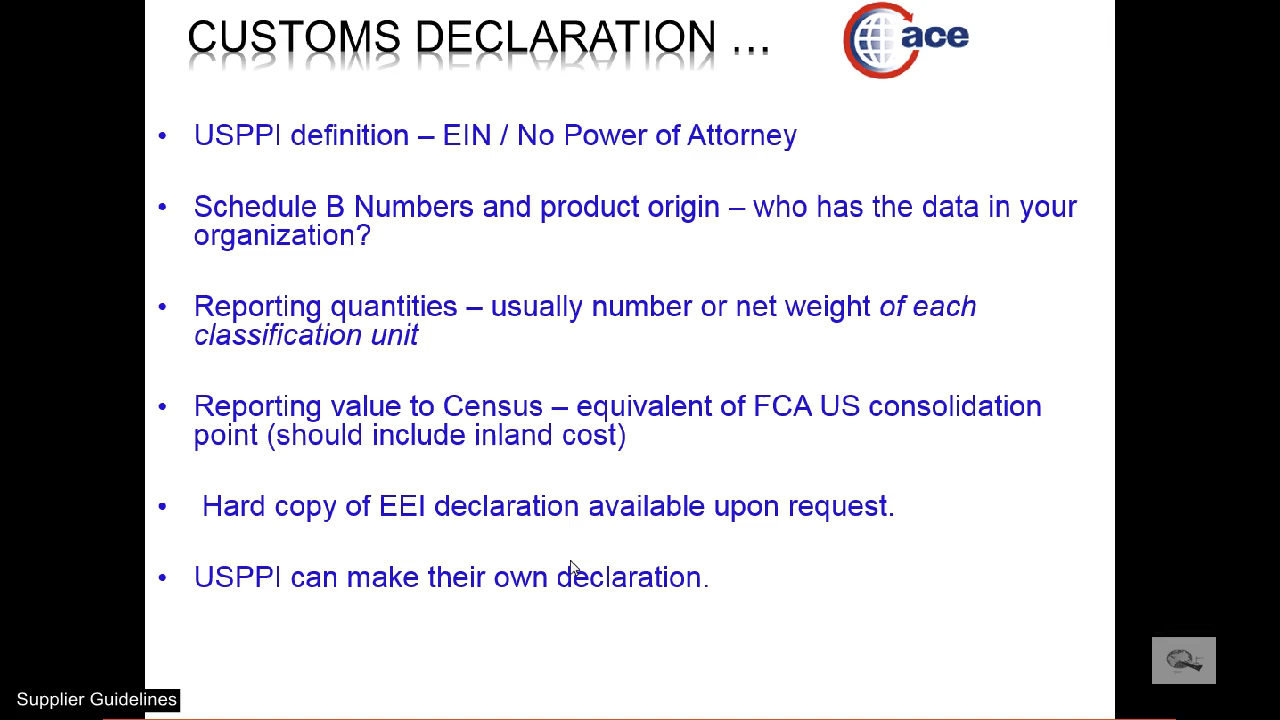 CUSTOMS DECLARATION ...
ace
• USPPI definition – EIN / No Power of Attorney
• Schedule B Numbers and product origin – who has the data in your
organization?
• Reporting quantities – usually number or net weight of each
classification unit
• Reporting value to Census – equivalent of FCA US consolidation
point (should include inland cost)
• Hard copy of EEI declaration available upon request.
• USPPI can make their own declaration.
Supplier Guidelines